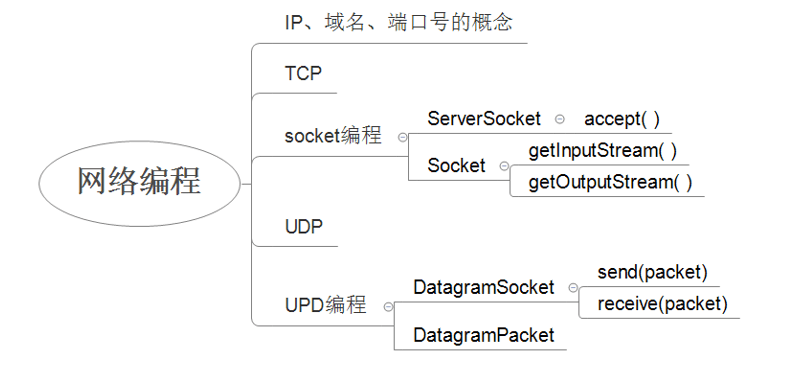 IP、域名、端口号的概念
TCP
socket编程
ServerSocket
accept( )
Socket
getInputStream( )
getOutputStream( )
网络编程
UDP
UPD编程
DatagramSocket
send(packet)
receive(packet)
DatagramPacket